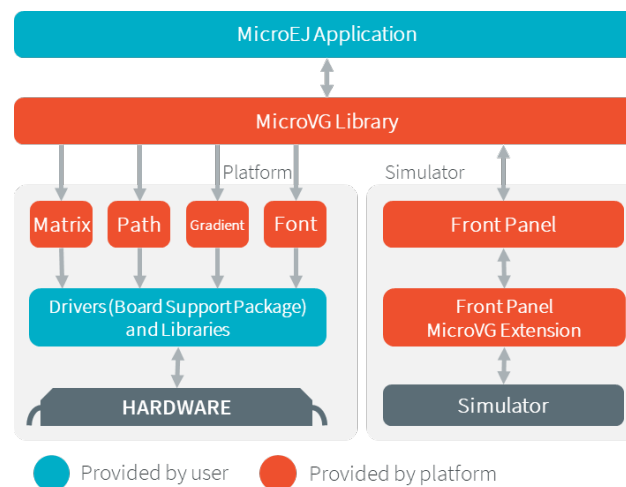 MicroEJ Application
MicroVG Library
Platform
Simulator
Matrix
Path
Gradient
Font
Front Panel
Drivers (Board Support Package)
and Libraries
Front Panel
MicroVG Extension
HARDWARE
Simulator
Provided by user
Provided by platform